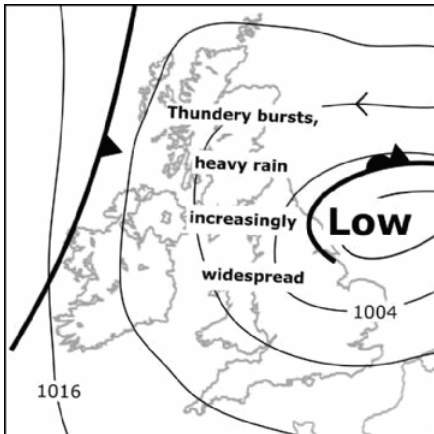 Thundery bursts,
heavy rain
increasingly
widespread
Low
1004
1016